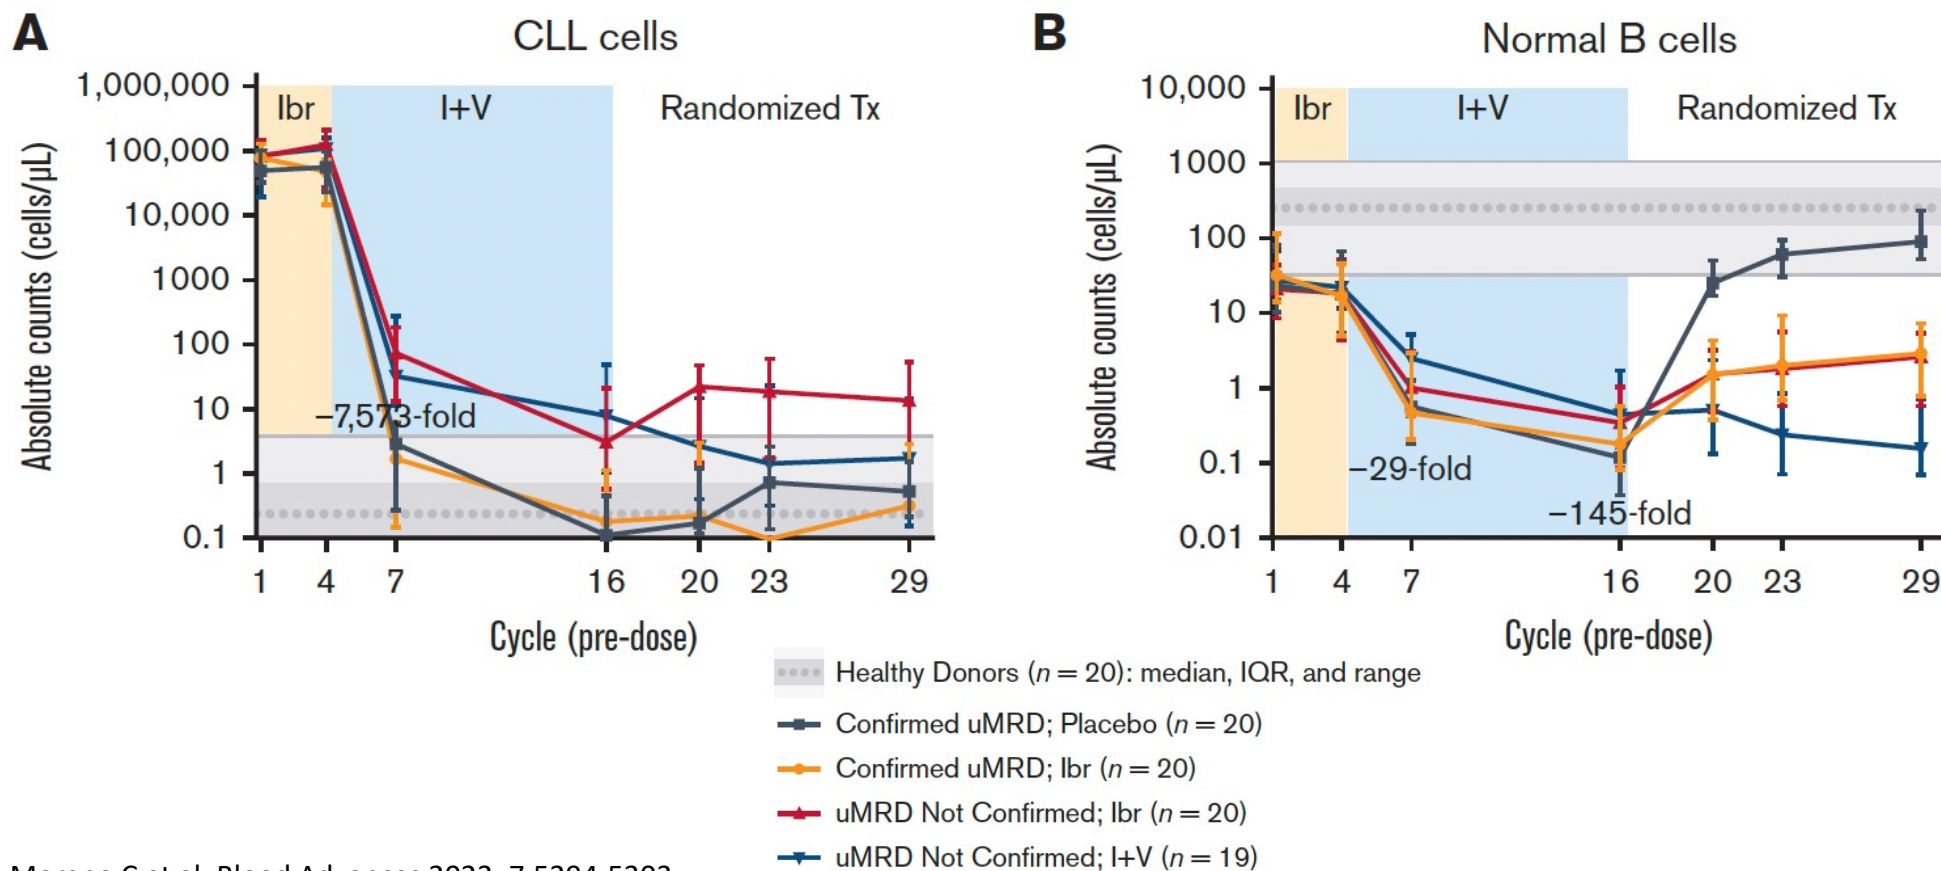 A
CLL cells
Absolute counts (cells/µL)
1,000,000
100,000
10,000
1000
100
10
1
0.1
Ibr
I+V
Randomized Tx
−7,573-fold
1 4 7 16 20 23 29
Cycle (pre-dose)
B
Normal B cells
Absolute counts (cells/µL)
10,000
1000
100
10
1
0.1
0.01
Ibr
I+V
Randomized Tx
−29-fold
−145-fold
1 4 7 16 20 23 29
Cycle (pre-dose)
Healthy Donors (n = 20): median, IQR, and range
Confirmed uMRD; Placebo (n = 20)
Confirmed uMRD; Ibr (n = 20)
uMRD Not Confirmed; Ibr (n = 20)
uMRD Not Confirmed; I+V (n = 19)